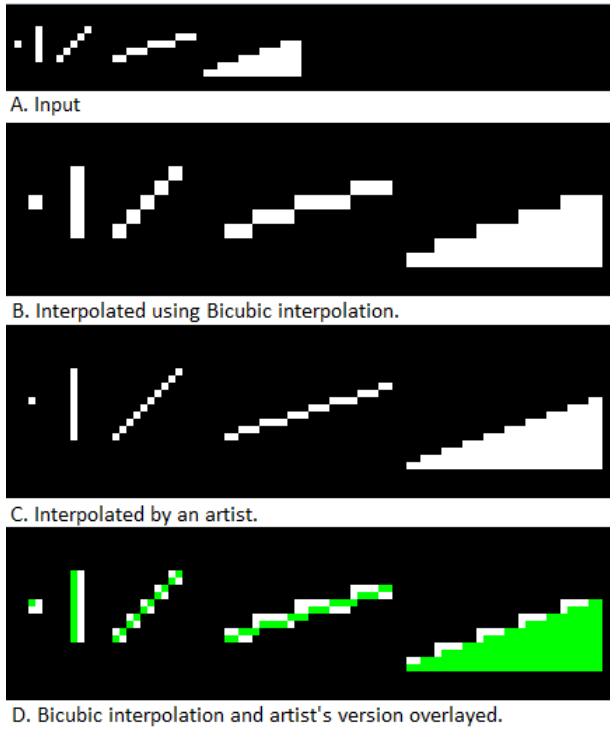 A. Input
B. Interpolated using Bicubic interpolation.
C. Interpolated by an artist.
D. Bicubic interpolation and artist's version overlayed.